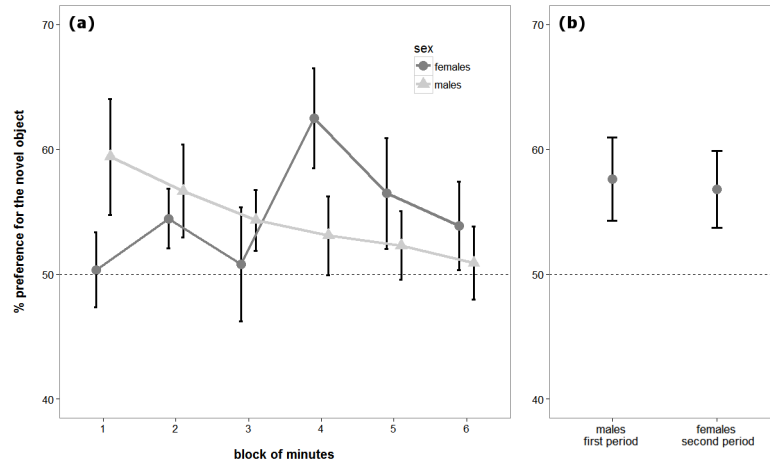 (a)
(b)
70
60
50
40
% preference for the novel object
sex
females
males
1 2 3 4 5 6
block of minutes
70
60
50
40
males
first period
females
second period